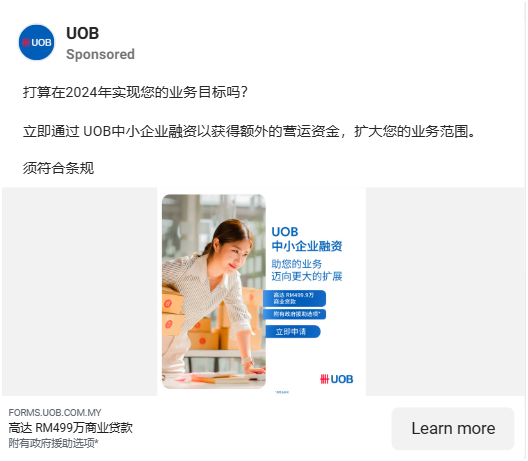 UOB
UOB
Sponsored
打算在2024年实现您的业务目标吗？
立即通过 UOB中小企业融资以获得额外的营运资金，扩大您的业务范围。
须符合条规
UOB
中小企业融资
助您的业务
迈向更大的扩展
高达 RM499.9万
商业贷款
附有政府援助选项*
立即申请
UOB
FORMS.UOB.COM.MY
高达 RM499万商业贷款
附有政府援助选项*
Learn more